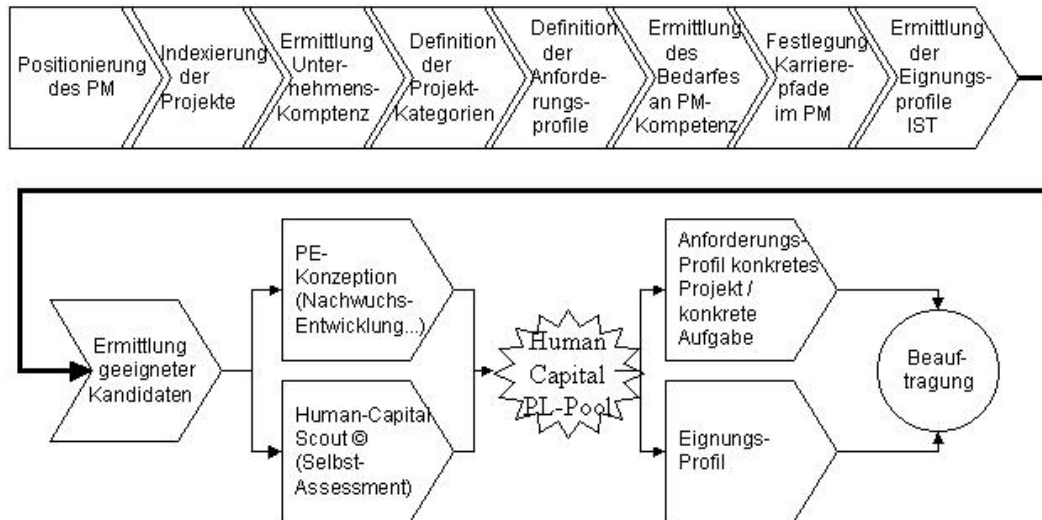 Positionierung
des PM
Indexierung
der
Projekte
Ermittlung
Unter-
nehmens-
Komptenz
Definition
der
Projekt-
Kategorien
Definition
der
Anforde-
rungs-
profile
Ermittlung
des
Bedarfes
an PM-
Kompetenz
Festlegung
Karriere-
pfade
im PM
Ermittlung
der
Eignungs-
profile
IST
Ermittlung
geeigneter
Kandidaten
PE-
Konzeption
(Nachwuchs-
Entwicklung...)
Human-Capital
Scout ©
(Selbst-
Assessment)
Human
Capital
PL-Pool
Anforderungs-
Profil konkretes
Projekt /
konkrete
Aufgabe
Eignungs-
Profil
Beauf-
tragung